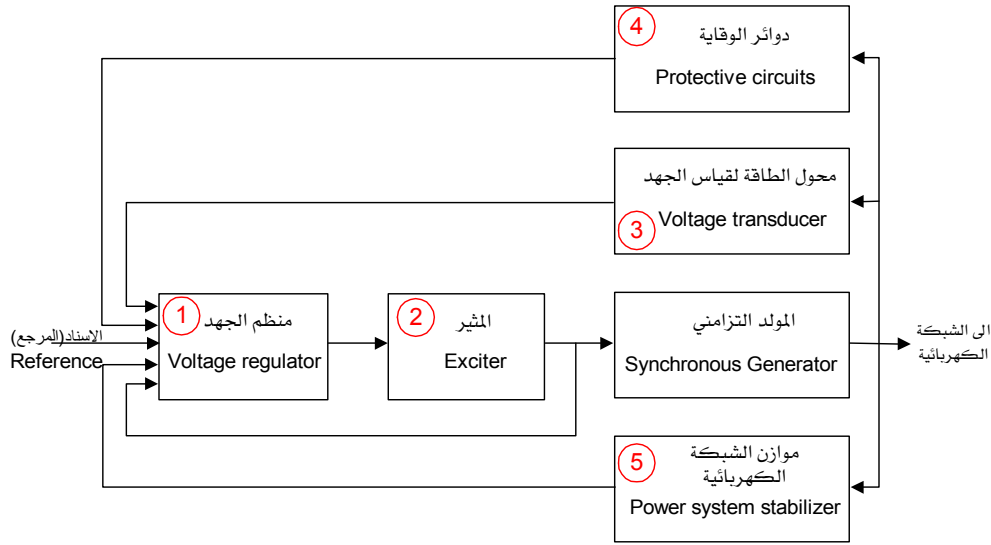 4
دوائر الوقاية
Protective circuits
محول الطاقة لقياس الجهد
Voltage transducer
3
1
منظم الجهد
Voltage regulator
2
المثير
Exciter
المولد التزامني
Synchronous Generator
الاسناد(المرجع)
Reference
الى الشبكة
الكهربائية
5
موازن الشبكة
الكهربائية
Power system stabilizer